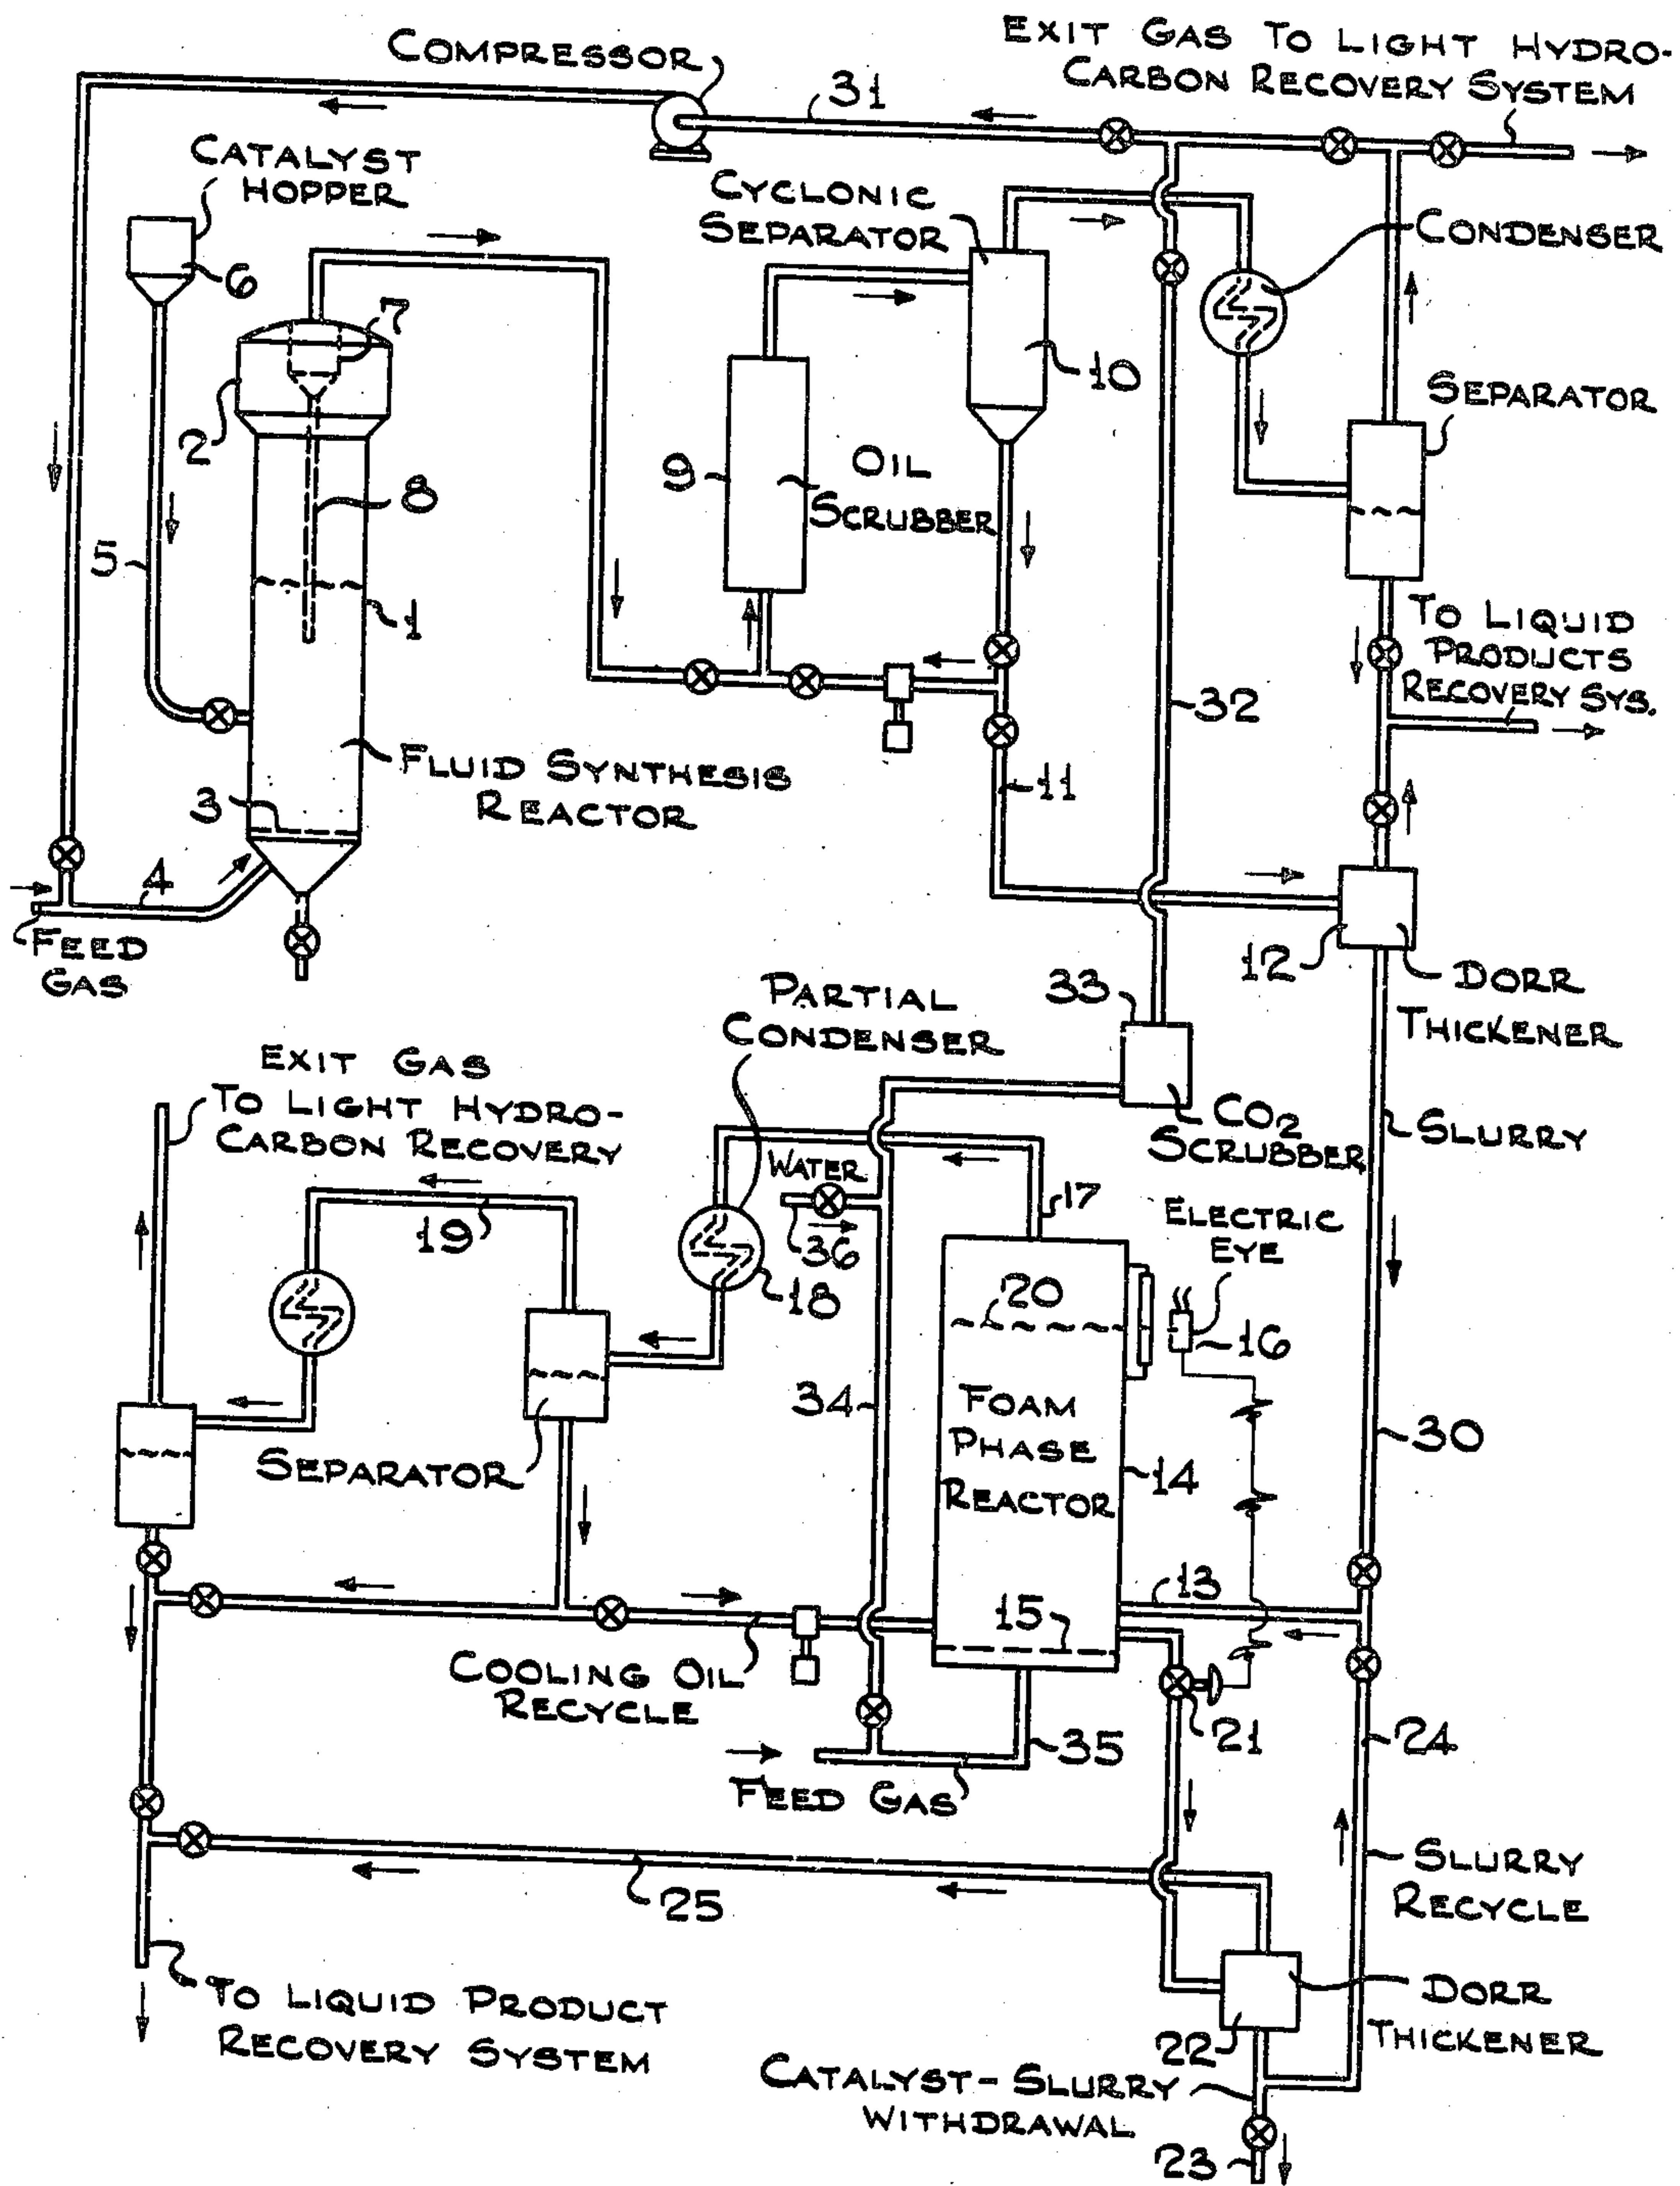 EXIT GAS TO LIGHT HYDRO-
CARBON RECOVERY SYSTEM
COMPRESSOR
31
CATALYST
HOPPER
6
CYCLONIC
SEPARATOR
CONDENSER
7
10
2
SEPARATOR
9
OIL
SCRUBBER
8
5
1
TO LIQUID
PRODUCTS
RECOVERY SYS.
32
11
FLUID SYNTHESIS
REACTOR
3
4
FEED
GAS
12
DORR
THICKENER
33
PARTIAL
CONDENSER
EXIT GAS
TO LIGHT HYDRO-
CARBON RECOVERY
CO2
SCRUBBER
SLURRY
WATER
36
17
19
18
ELECTRIC
EYE
20
16
34
FOAM
PHASE
REACTOR
14
30
SEPARATOR
13
15
COOLING OIL
RECYCLE
21
24
35
FEED GAS
25
SLURRY
RECYCLE
TO LIQUID PRODUCT
RECOVERY SYSTEM
DORR
THICKENER
22
CATALYST-SLURRY
WITHDRAWAL
23